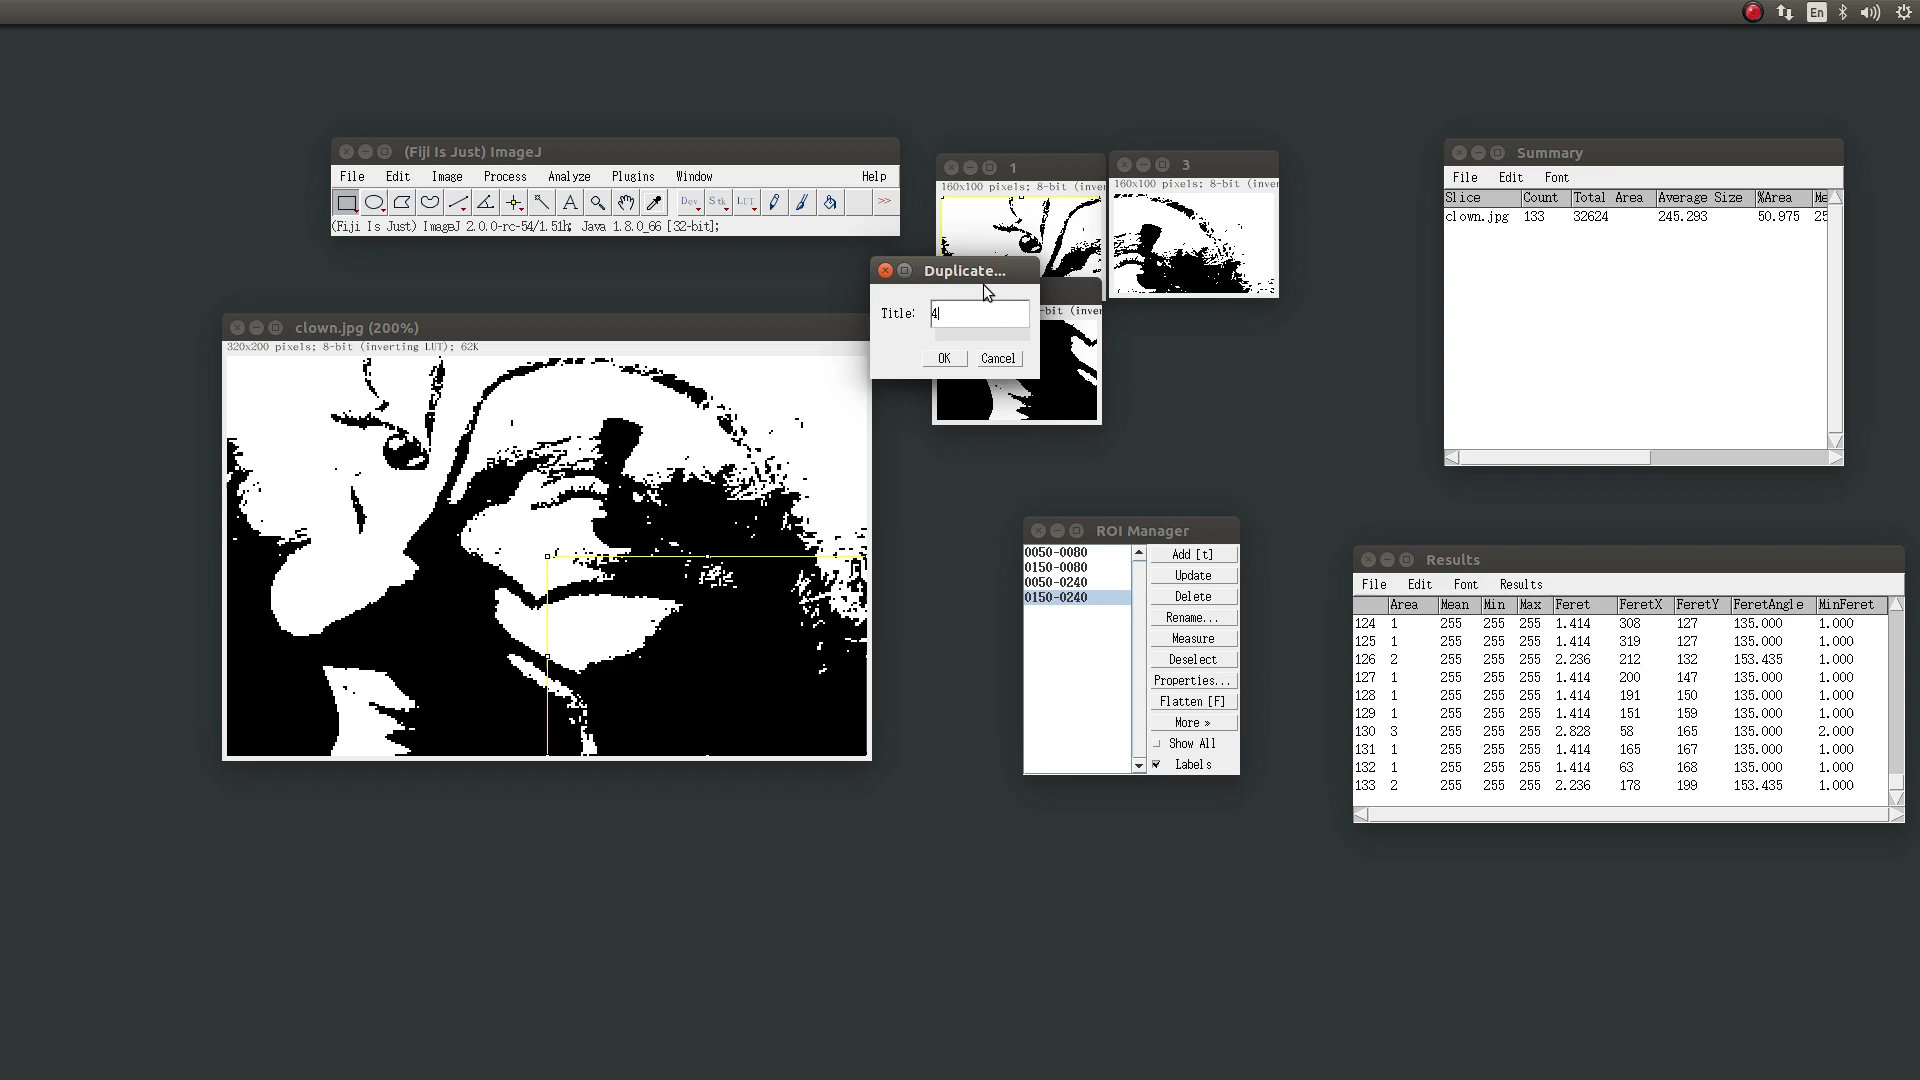 En
(Fiji Is Just) ImageJ
File Edit Image Process Analyze Plugins Window Help
Dev Stk LUT >>
(Fiji Is Just) ImageJ 2.0.0-rc-54/1.51h; Java 1.8.0_66 [32-bit];
1
160x100 pixels; 8-bit (inver
3
160x100 pixels; 8-bit (inver
Duplicate...
Title: 4
OK Cancel
-bit (inver
clown.jpg (200%)
320x200 pixels; 8-bit (inverting LUT); 62K
Summary
File Edit Font
Slice Count Total Area Average Size %Area Me
clown.jpg 133 32624 245.293 50.975 25
ROI Manager
0050-0080
0150-0080
0050-0240
0150-0240
Add [t]
Update
Delete
Rename...
Measure
Deselect
Properties...
Flatten [F]
More »
Show All
Labels
Results
File Edit Font Results
Area Mean Min Max Feret FeretX FeretY FeretAngle MinFeret
124 1 255 255 255 1.414 308 127 135.000 1.000
125 1 255 255 255 1.414 319 127 135.000 1.000
126 2 255 255 255 2.236 212 132 153.435 1.000
127 1 255 255 255 1.414 200 147 135.000 1.000
128 1 255 255 255 1.414 191 150 135.000 1.000
129 1 255 255 255 1.414 151 159 135.000 1.000
130 3 255 255 255 2.828 58 165 135.000 2.000
131 1 255 255 255 1.414 165 167 135.000 1.000
132 1 255 255 255 1.414 63 168 135.000 1.000
133 2 255 255 255 2.236 178 199 153.435 1.000